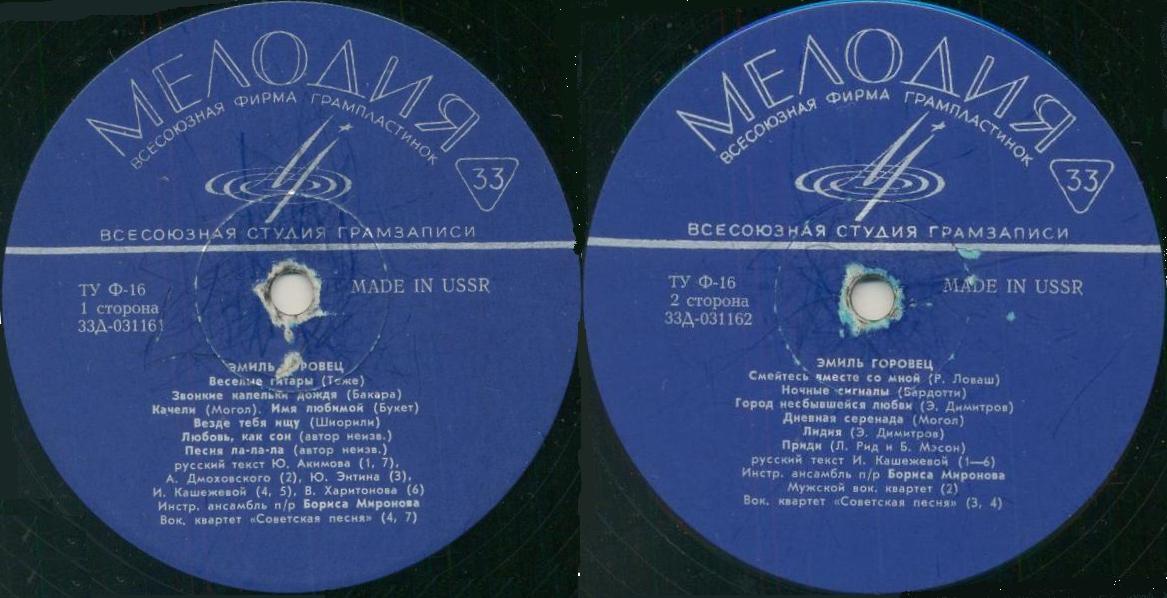 МЕЛОДИЯ
ВСЕСОЮЗНАЯ ФИРМА ГРАМПЛАСТИНОК
33
ВСЕСОЮЗНАЯ СТУДИЯ ГРАМЗАПИСИ
ТУ Ф-16
MADE IN USSR
1 сторона
33Д-031161
ЭМИЛЬ
Веселые гитары (Тоже)
Звонкие капельки дождя (Бакара)
Качели (Могол). Имя любимой (Букет)
Везде тебя ищу (Шиорили)
Любовь, как сон (автор неизв.)
Песня ла-ла-ла (автор неизв.)
русский текст Ю. Акимова (1, 7),
А. Дмоховского (2), Ю. Энтина (3),
И. Кашежевой (4, 5), В. Харитонова (6)
Инстр. ансамбль п/р Бориса Миронова
Вок. квартет «Советская песня» (4, 7)
МЕЛОДИЯ
ВСЕСОЮЗНАЯ ФИРМА ГРАМПЛАСТИНОК
33
ВСЕСОЮЗНАЯ СТУДИЯ ГРАМЗАПИСИ
ТУ Ф-16
MADE IN USSR
2 сторона
33Д-031162
ЭМИЛЬ ГОРОВЕЦ
Смейтесь вместе со мной (Р. Ловаш)
Ночные сигналы (Бардотти)
Город несбывшейся любви (Э. Димитров)
Дневная серенада (Могол)
Лидия (Э. Димитров)
Приди (Л. Рид и Б. Мэсон)
русский текст И. Кашежевой (1—6)
Инстр. ансамбль п/р Бориса Миронова
Мужской вок. квартет (2)
Вок. квартет «Советская песня» (3, 4)